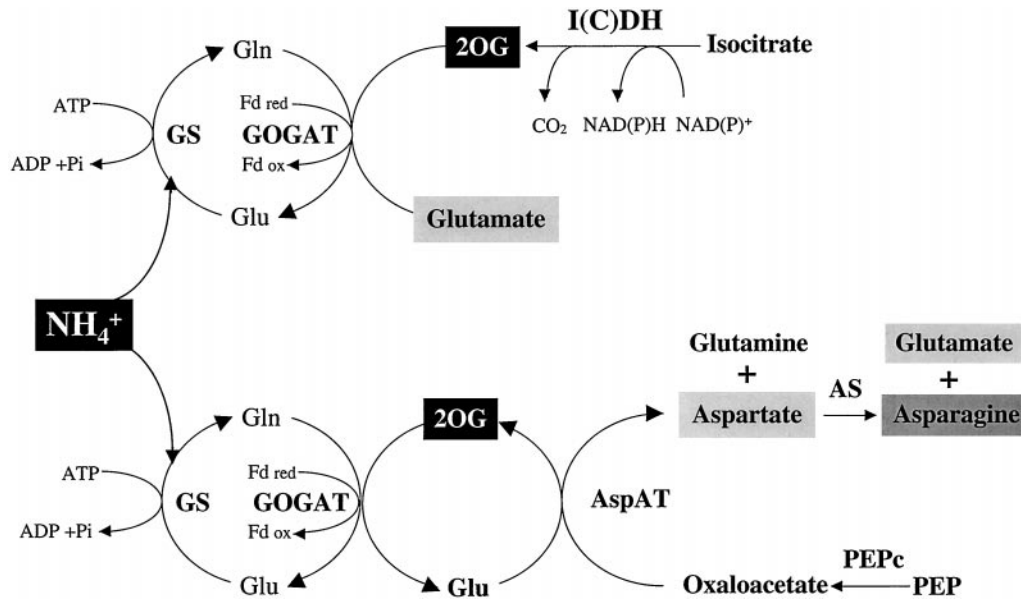 I(C)DH
Gln
2OG
Isocitrate
ATP
Fd red
GS
GOGAT
CO₂
NAD(P)H
NAD(P)⁺
ADP +Pi
Fd ox
Glu
Glutamate
NH₄⁺
Glutamine
Glutamate
+
AS
+
Aspartate
Asparagine
Gln
2OG
ATP
Fd red
GS
GOGAT
AspAT
ADP +Pi
Fd ox
PEPc
Glu
Glu
Oxaloacetate
PEP